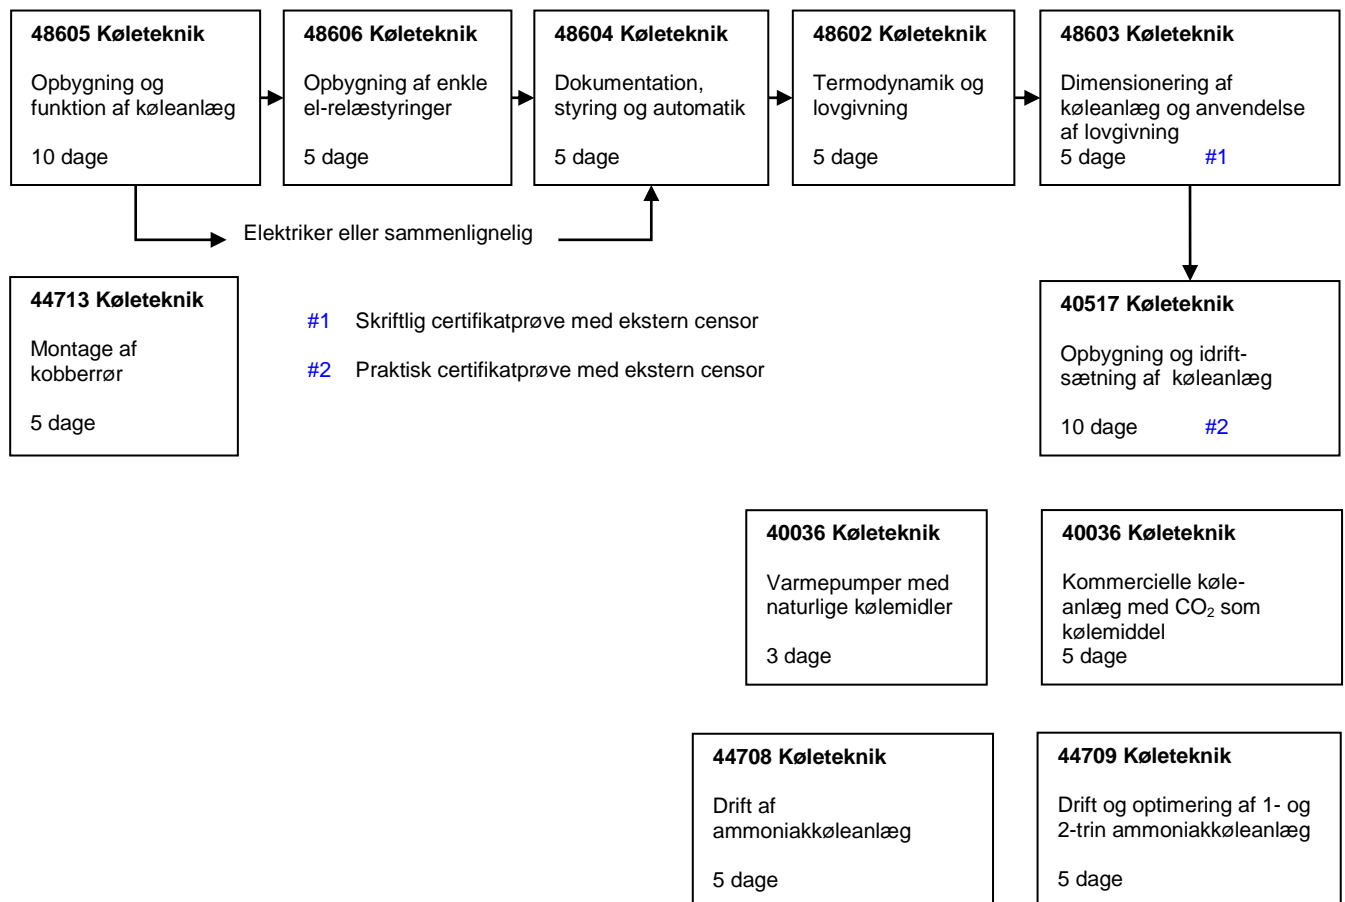 48605 Køleteknik
Opbygning og
funktion af køleanlæg
10 dage
48606 Køleteknik
Opbygning af enkle
el-relæstyringer
5 dage
48604 Køleteknik
Dokumentation,
styring og automatik
5 dage
48602 Køleteknik
Termodynamik og
lovgivning
5 dage
48603 Køleteknik
Dimensionering af
køleanlæg og anvendelse
af lovgivning
5 dage #1
Elektriker eller sammenlignelig
44713 Køleteknik
Montage af
kobberrør
5 dage
#1 Skriftlig certifikatprøve med ekstern censor
#2 Praktisk certifikatprøve med ekstern censor
40517 Køleteknik
Opbygning og idrift-
sætning af køleanlæg
10 dage #2
40036 Køleteknik
Varmepumper med
naturlige kølemidler
3 dage
40036 Køleteknik
Kommercielle køle-
anlæg med CO₂ som
kølemiddel
5 dage
44708 Køleteknik
Drift af
ammoniakkøleanlæg
5 dage
44709 Køleteknik
Drift og optimering af 1- og
2-trin ammoniakkøleanlæg
5 dage